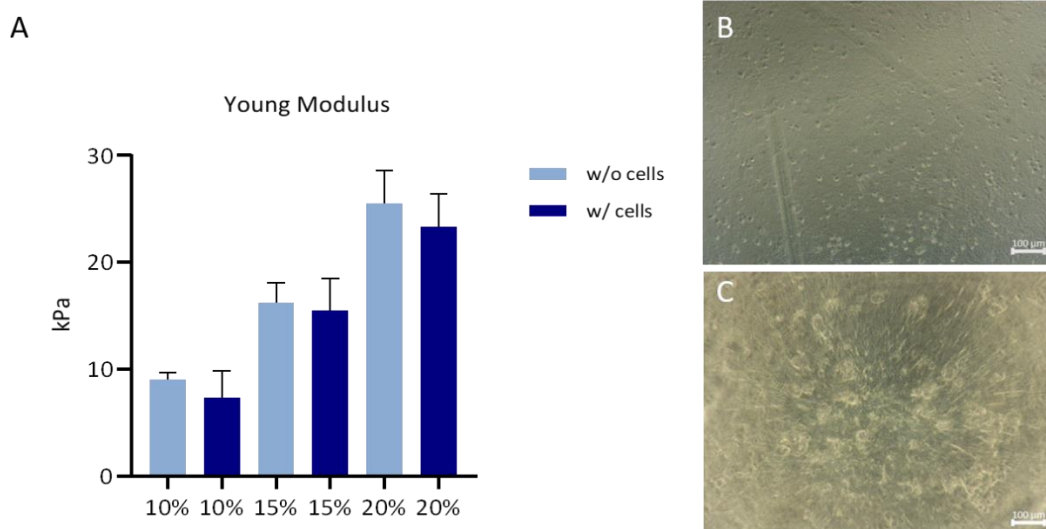 A
Young Modulus
30
20
10
0
kPa
10% 10% 15% 15% 20% 20%
w/o cells
w/ cells
B
100 µm
C
100 µm